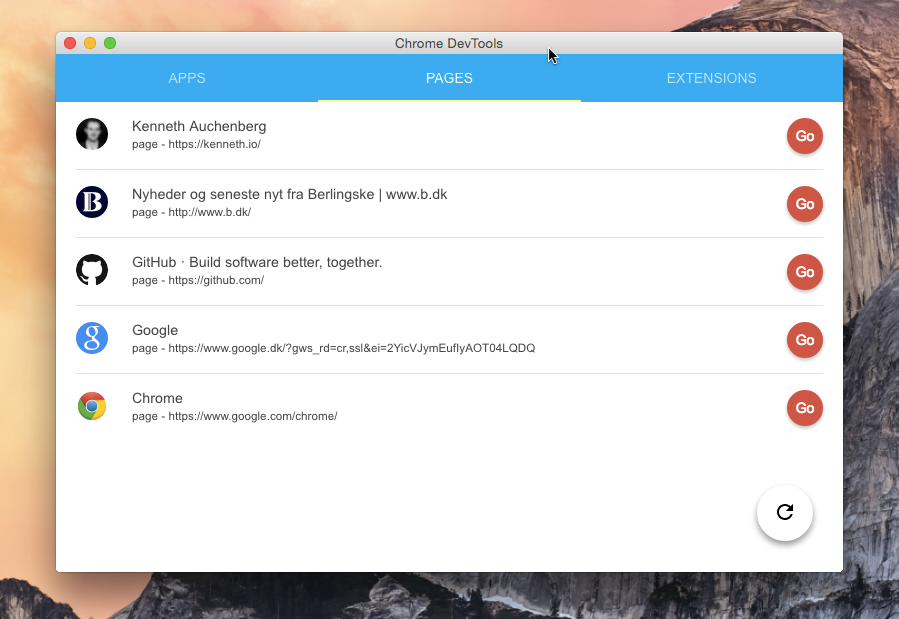 Chrome DevTools
APPS PAGES EXTENSIONS
Kenneth Auchenberg
page - https://kenneth.io/
Go
B
Nyheder og seneste nyt fra Berlingske | www.b.dk
page - http://www.b.dk/
Go
GitHub · Build software better, together.
page - https://github.com/
Go
g
Google
page - https://www.google.dk/?gws_rd=cr,ssl&ei=2YicVJymEuflyAOT04LQDQ
Go
Chrome
page - https://www.google.com/chrome/
Go